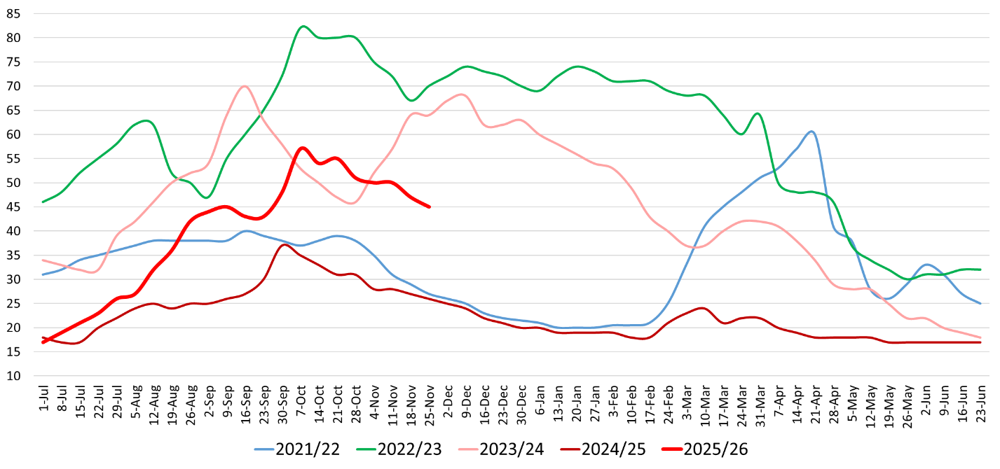 85
80
75
70
65
60
55
50
45
40
35
30
25
20
15
10
1-Jul
8-Jul
15-Jul
22-Jul
29-Jul
5-Aug
12-Aug
19-Aug
26-Aug
2-Sep
9-Sep
16-Sep
23-Sep
30-Sep
7-Oct
14-Oct
21-Oct
28-Oct
4-Nov
11-Nov
18-Nov
25-Nov
2-Dec
9-Dec
16-Dec
23-Dec
30-Dec
6-Jan
13-Jan
20-Jan
27-Jan
3-Feb
10-Feb
17-Feb
24-Feb
3-Mar
10-Mar
17-Mar
24-Mar
31-Mar
7-Apr
14-Apr
21-Apr
28-Apr
5-May
12-May
19-May
26-May
2-Jun
9-Jun
16-Jun
23-Jun
2021/22 2022/23 2023/24 2024/25 2025/26